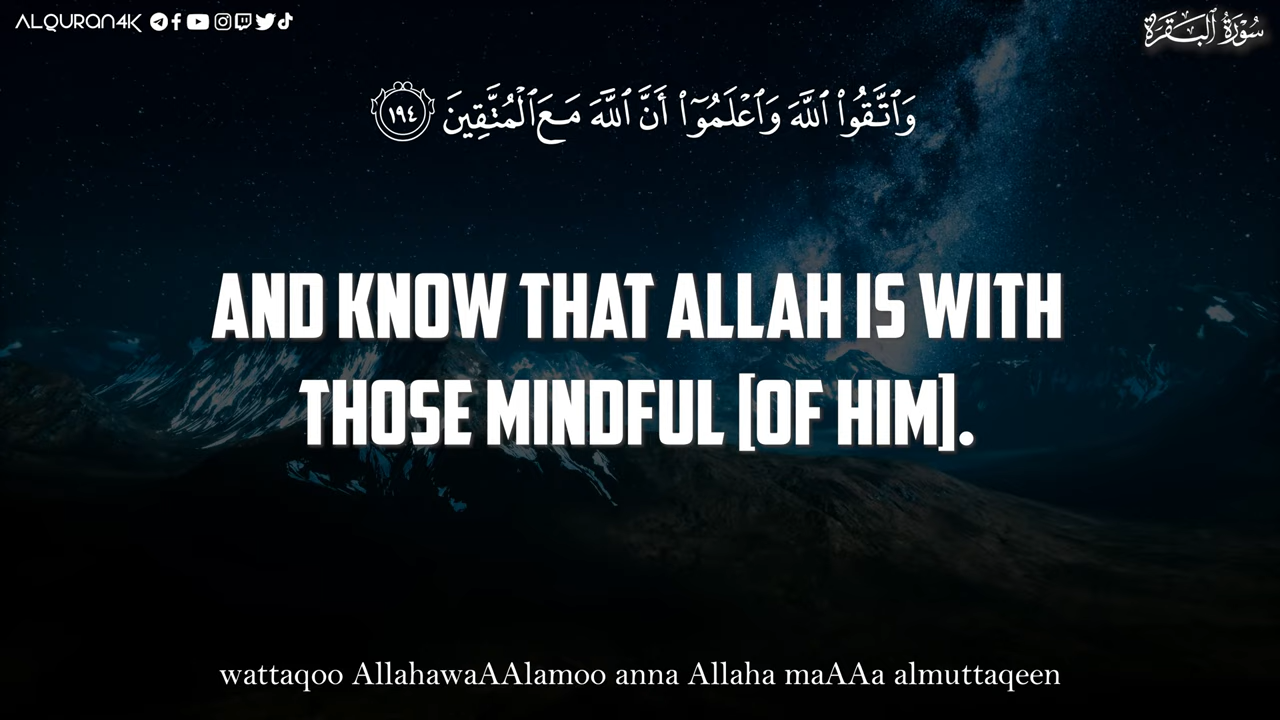 ALQURAN4K
سُورَةُ ٱلْبَقَرَةِ
وَٱتَّقُوا۟ ٱللَّهَ وَٱعْلَمُوٓا۟ أَنَّ ٱللَّهَ مَعَ ٱلْمُتَّقِينَ ١٩٤
AND KNOW THAT ALLAH IS WITH
THOSE MINDFUL [OF HIM].
wattaqoo AllahawaAAlamoo anna Allaha maAAa almuttaqeen